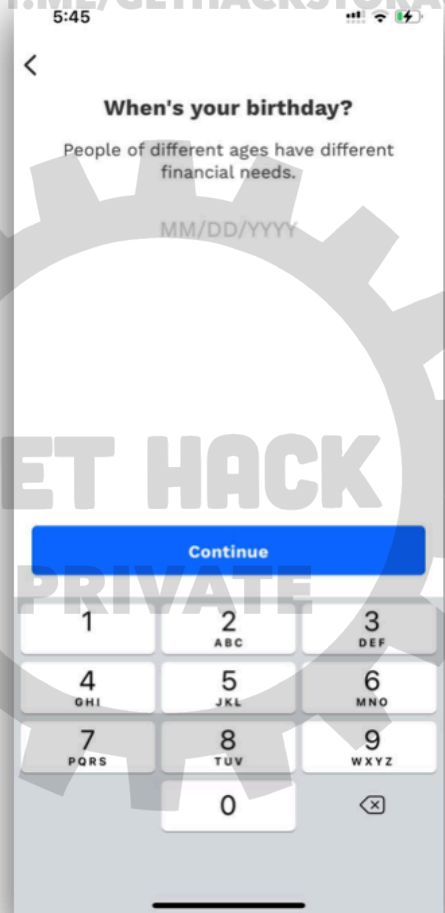 T.ME/GETHACKSTORA
5:45
When's your birthday?
People of different ages have different
financial needs.
MM/DD/YYYY
ET HACK
Continue
PRIVATE
1
2
ABC
3
DEF
4
GHI
5
JKL
6
MNO
7
PQRS
8
TUV
9
WXYZ
0